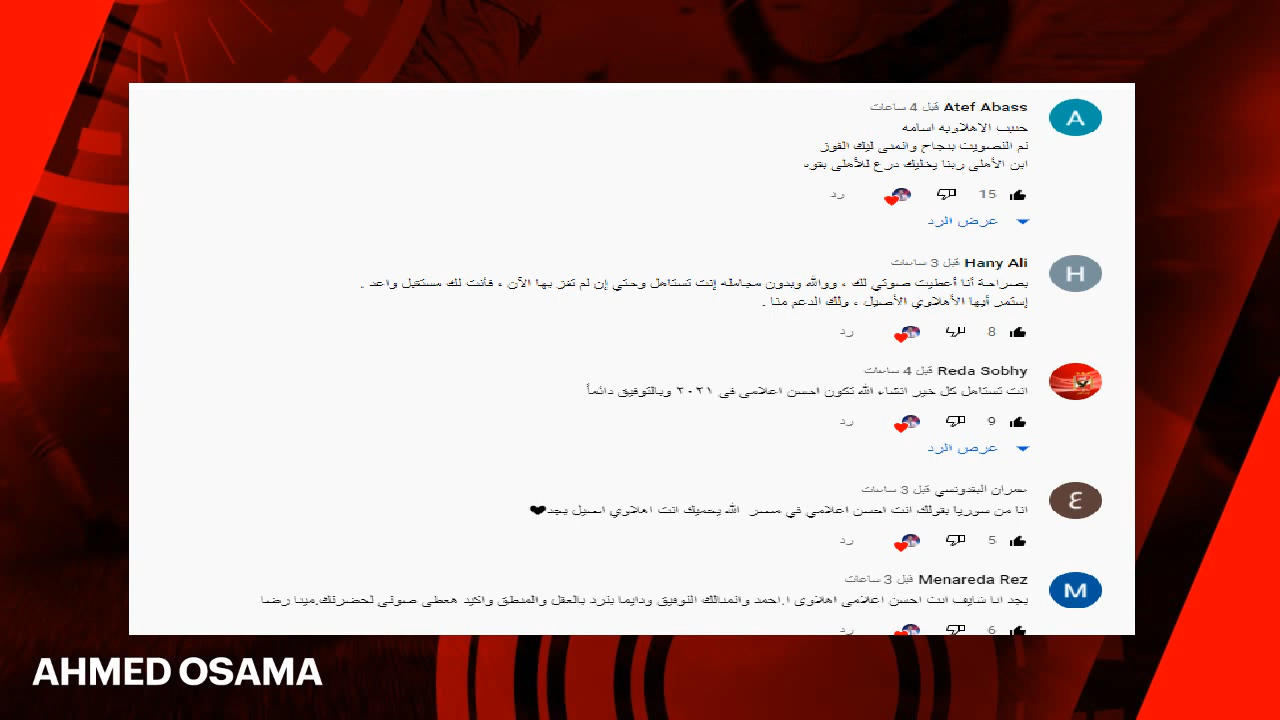 Atef Abass قبل 4 ساعات
A
حبيب الاهلاويه اسامه
تم التصويت بنجاح واتمنى ليك الفوز
ابن الأهلى ربنا يخليك درع للأهلى بقوه
15
رد
عرض الرد
Hany Ali قبل 3 ساعات
H
بصراحة أنا أعطيت صوتي لك ، ووالله وبدون مجامله إنت تستاهل وحتي إن لم تفز بها الآن ، فأنت لك مستقبل واعد .
إستمر أيها الأهلاوي الأصيل ، ولك الدعم منا .
8
رد
Reda Sobhy قبل 4 ساعات
انت تستاهل كل خير انشاء الله تكون احسن اعلامى فى ٢٠٢١ وبالتوفيق دائماً
9
رد
عرض الرد
قبل 3 ساعات
ع
انا من سوريا بقولك انت احسن اعلامي في مصر الله يحميك انت اهلاوي اصيل بجد❤
5
رد
Menareda Rez قبل 3 ساعات
M
بجد انا شايف انت احسن اعلامى اهلاوى ا.احمد واتمنالك التوفيق ودايما بترد بالعقل والمنطق واكيد هعطى صوتى لحضرتك.مينا رضا
6
رد
AHMED OSAMA